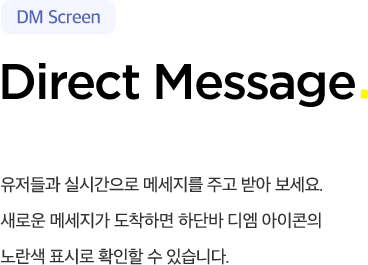 DM Screen
Direct Message.
유저들과 실시간으로 메세지를 주고 받아 보세요.
새로운 메세지가 도착하면 하단바 디엠 아이콘의
노란색 표시로 확인할 수 있습니다.